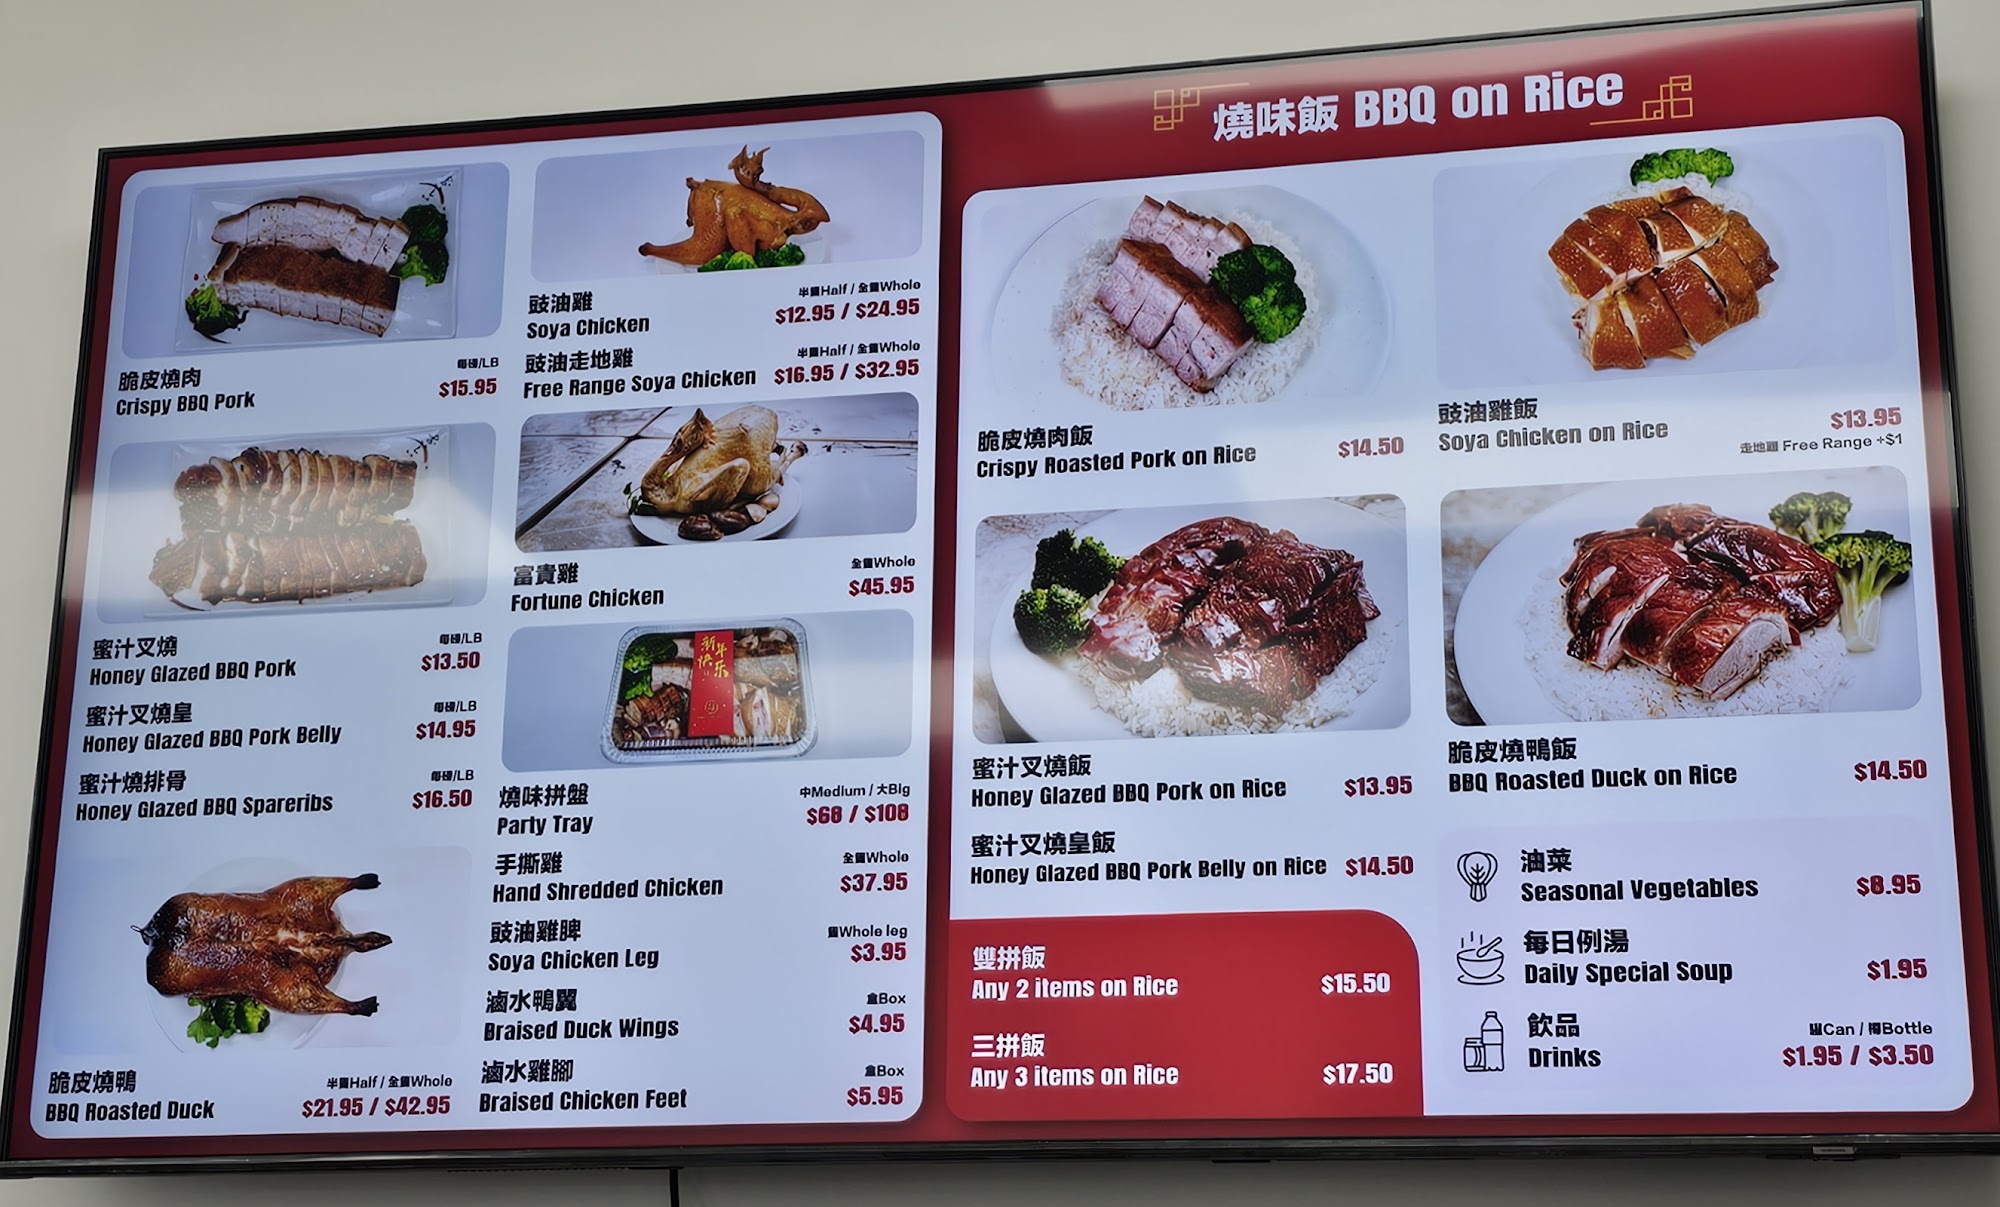 脆皮燒肉
Crispy BBQ Pork
每磅/LB
$15.95
蜜汁叉燒
Honey Glazed BBQ Pork
每磅/LB
$13.50
蜜汁叉燒皇
Honey Glazed BBQ Pork Belly
每磅/LB
$14.95
蜜汁燒排骨
Honey Glazed BBQ Spareribs
每磅/LB
$16.50
脆皮燒鴨
BBQ Roasted Duck
半隻Half / 全隻Whole
$21.95 / $42.95
豉油雞
Soya Chicken
半隻Half / 全隻Whole
$12.95 / $24.95
豉油走地雞
Free Range Soya Chicken
半隻Half / 全隻Whole
$16.95 / $32.95
富貴雞
Fortune Chicken
全隻Whole
$45.95
新年
快乐
燒味拼盤
Party Tray
中Medium / 大Big
$68 / $108
手撕雞
Hand Shredded Chicken
全隻Whole
$37.95
豉油雞脾
Soya Chicken Leg
隻Whole leg
$3.95
滷水鴨翼
Braised Duck Wings
盒Box
$4.95
滷水雞腳
Braised Chicken Feet
盒Box
$5.95
燒味飯 BBQ on Rice
脆皮燒肉飯
Crispy Roasted Pork on Rice
$14.50
豉油雞飯
Soya Chicken on Rice
$13.95
走地雞 Free Range +$1
蜜汁叉燒飯
Honey Glazed BBQ Pork on Rice
$13.95
蜜汁叉燒皇飯
Honey Glazed BBQ Pork Belly on Rice
$14.50
脆皮燒鴨飯
BBQ Roasted Duck on Rice
$14.50
雙拼飯
Any 2 items on Rice
$15.50
三拼飯
Any 3 items on Rice
$17.50
油菜
Seasonal Vegetables
$8.95
每日例湯
Daily Special Soup
$1.95
飲品
Drinks
Can / 樽Bottle
$1.95 / $3.50